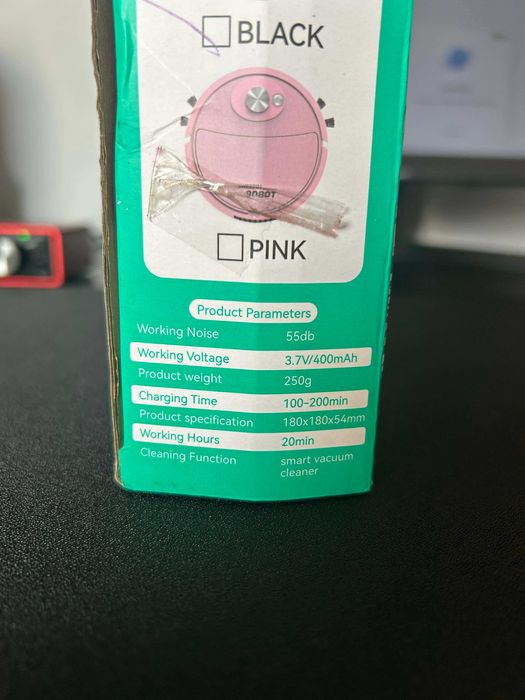 BLACK
ROBOT
PINK
Product Parameters
Working Noise 55db
Working Voltage 3.7V/400mAh
Product weight 250g
Charging Time 100-200min
Product specification 180x180x54mm
Working Hours 20min
Cleaning Function smart vacuum
cleaner